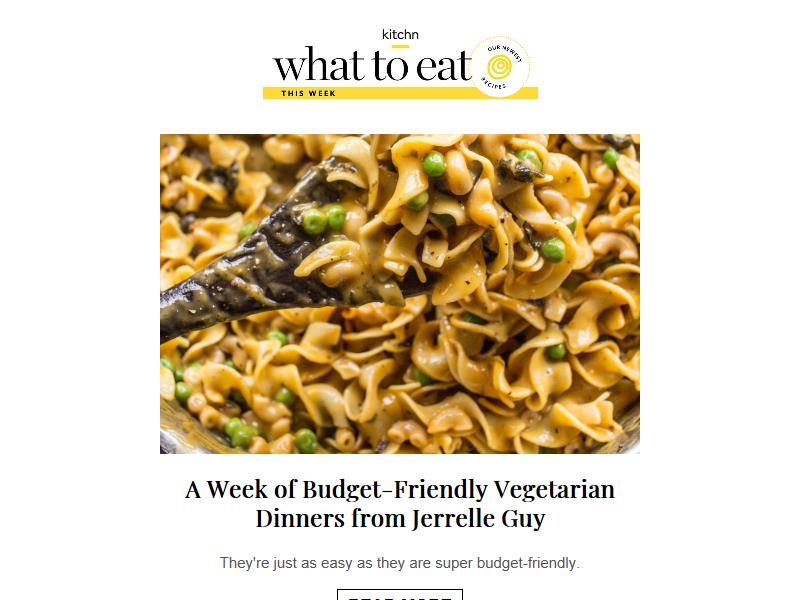 kitchn
what to eat
OUR NEWEST
RECIPES
THIS WEEK
A Week of Budget-Friendly Vegetarian
Dinners from Jerrelle Guy
They're just as easy as they are super budget-friendly.